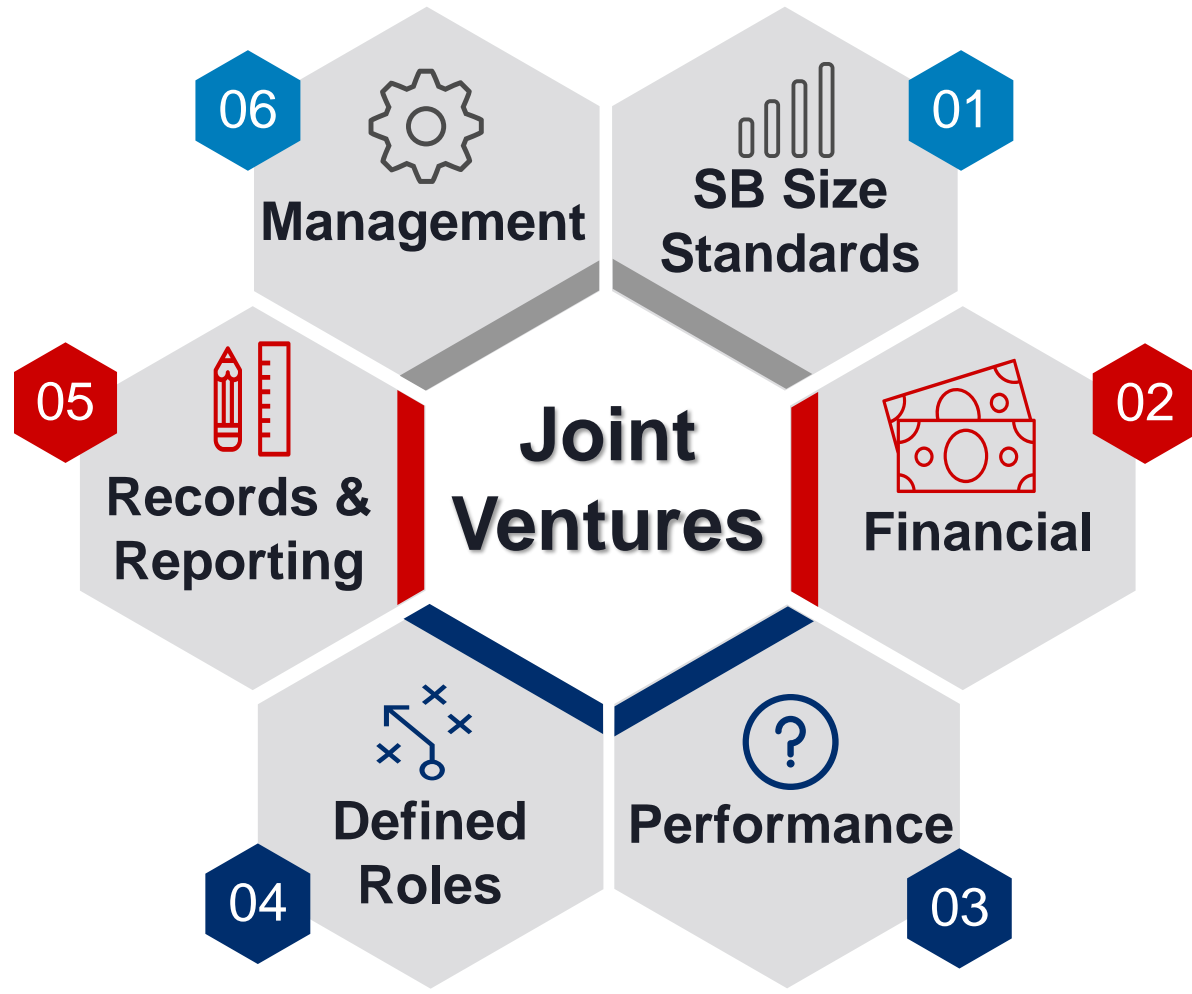 Joint
Ventures
01
SB Size
Standards
02
Financial
03
Performance
04
Defined
Roles
05
Records &
Reporting
06
Management